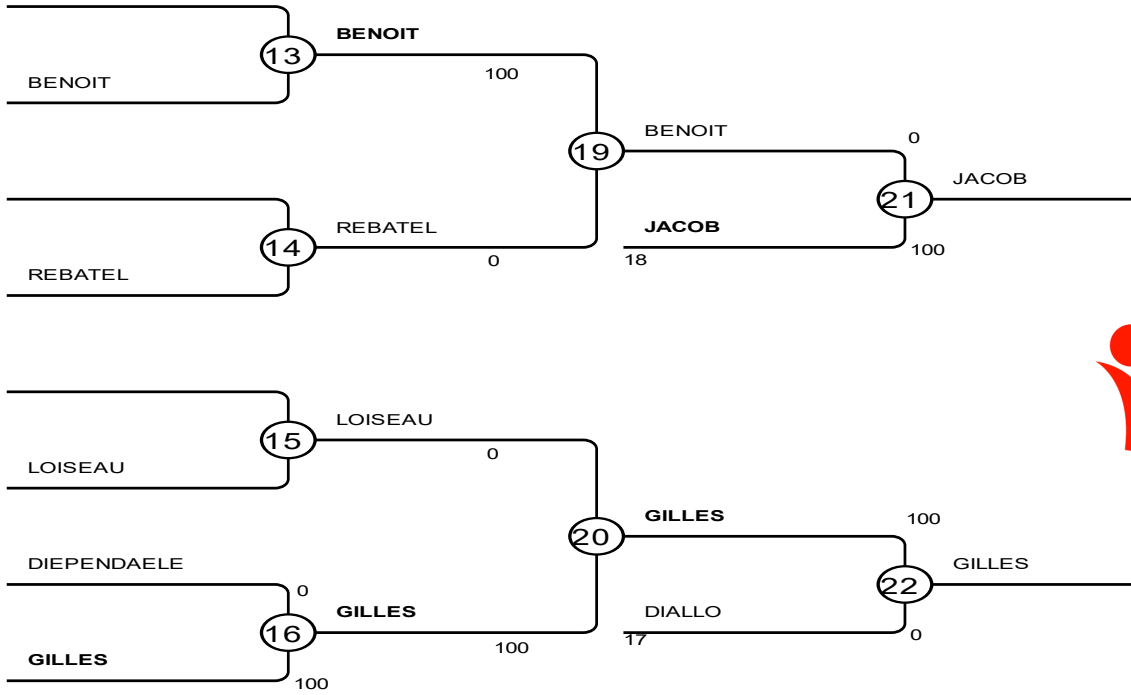 BENOIT
13
BENOIT
100
19
BENOIT
0
21
JACOB
JACOB
18
100
14
REBATEL
0
REBATEL
15
LOISEAU
0
LOISEAU
20
GILLES
100
22
GILLES
DIEPENDAELE
0
16
GILLES
100
DIALLO
17
0
GILLES
100